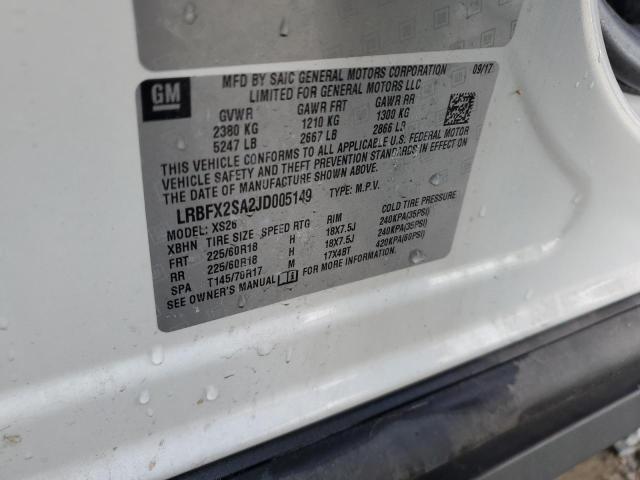 GM
MFD BY SAIC GENERAL MOTORS CORPORATION 09/17
LIMITED FOR GENERAL MOTORS LLC
GVWR GAWR FRT GAWR RR
2380 KG 1210 KG 1300 KG
5247 LB 2667 LB 2866 LB
THIS VEHICLE CONFORMS TO ALL APPLICABLE U.S. FEDERAL MOTOR
VEHICLE SAFETY AND THEFT PREVENTION STANDARDS IN EFFECT ON
THE DATE OF MANUFACTURE SHOWN ABOVE.
LRBFX2SA2JD005149 TYPE: M.P.V.
MODEL: XS26
XBHN TIRE SIZE SPEED RTG RIM COLD TIRE PRESSURE
FRT 225/60R18 H 18X7.5J 240KPA(35PSI)
RR 225/60R18 H 18X7.5J 240KPA(35PSI)
SPA T145/70R17 M 17X4BT 420KPA(60PSI)
SEE OWNER'S MANUAL FOR MORE INFORMATION.